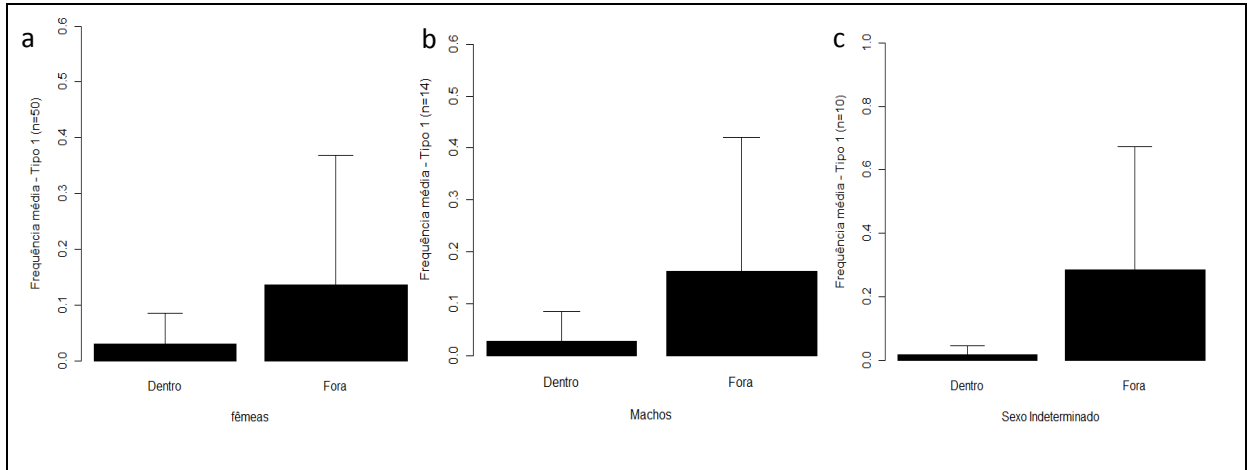 a
Frequência média - Tipo 1 (n=50)
0.0 0.1 0.2 0.3 0.4 0.5 0.6
Dentro Fora
fêmeas
b
Frequência média - Tipo 1 (n=14)
0.0 0.1 0.2 0.3 0.4 0.5 0.6
Dentro Fora
Machos
c
Frequência média - Tipo 1 (n=10)
0.0 0.2 0.4 0.6 0.8 1.0
Dentro Fora
Sexo Indeterminado